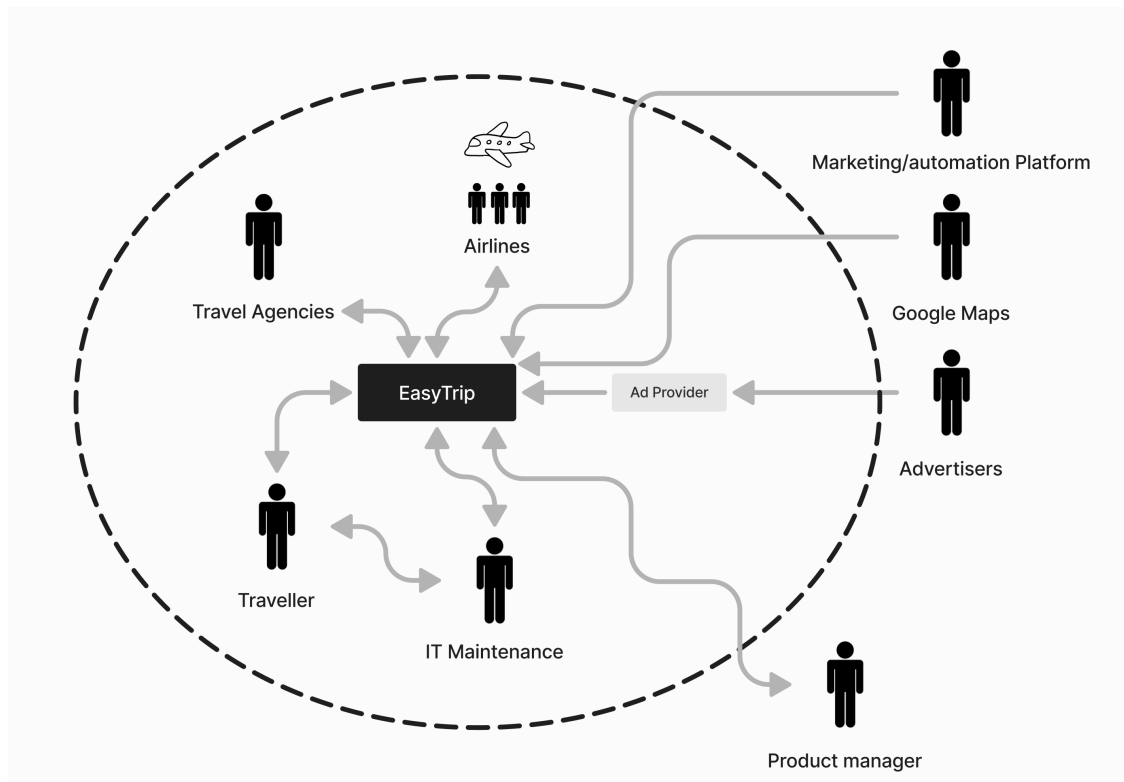 Marketing/automation Platform
Airlines
Travel Agencies
Google Maps
EasyTrip
Ad Provider
Advertisers
Traveller
IT Maintenance
Product manager